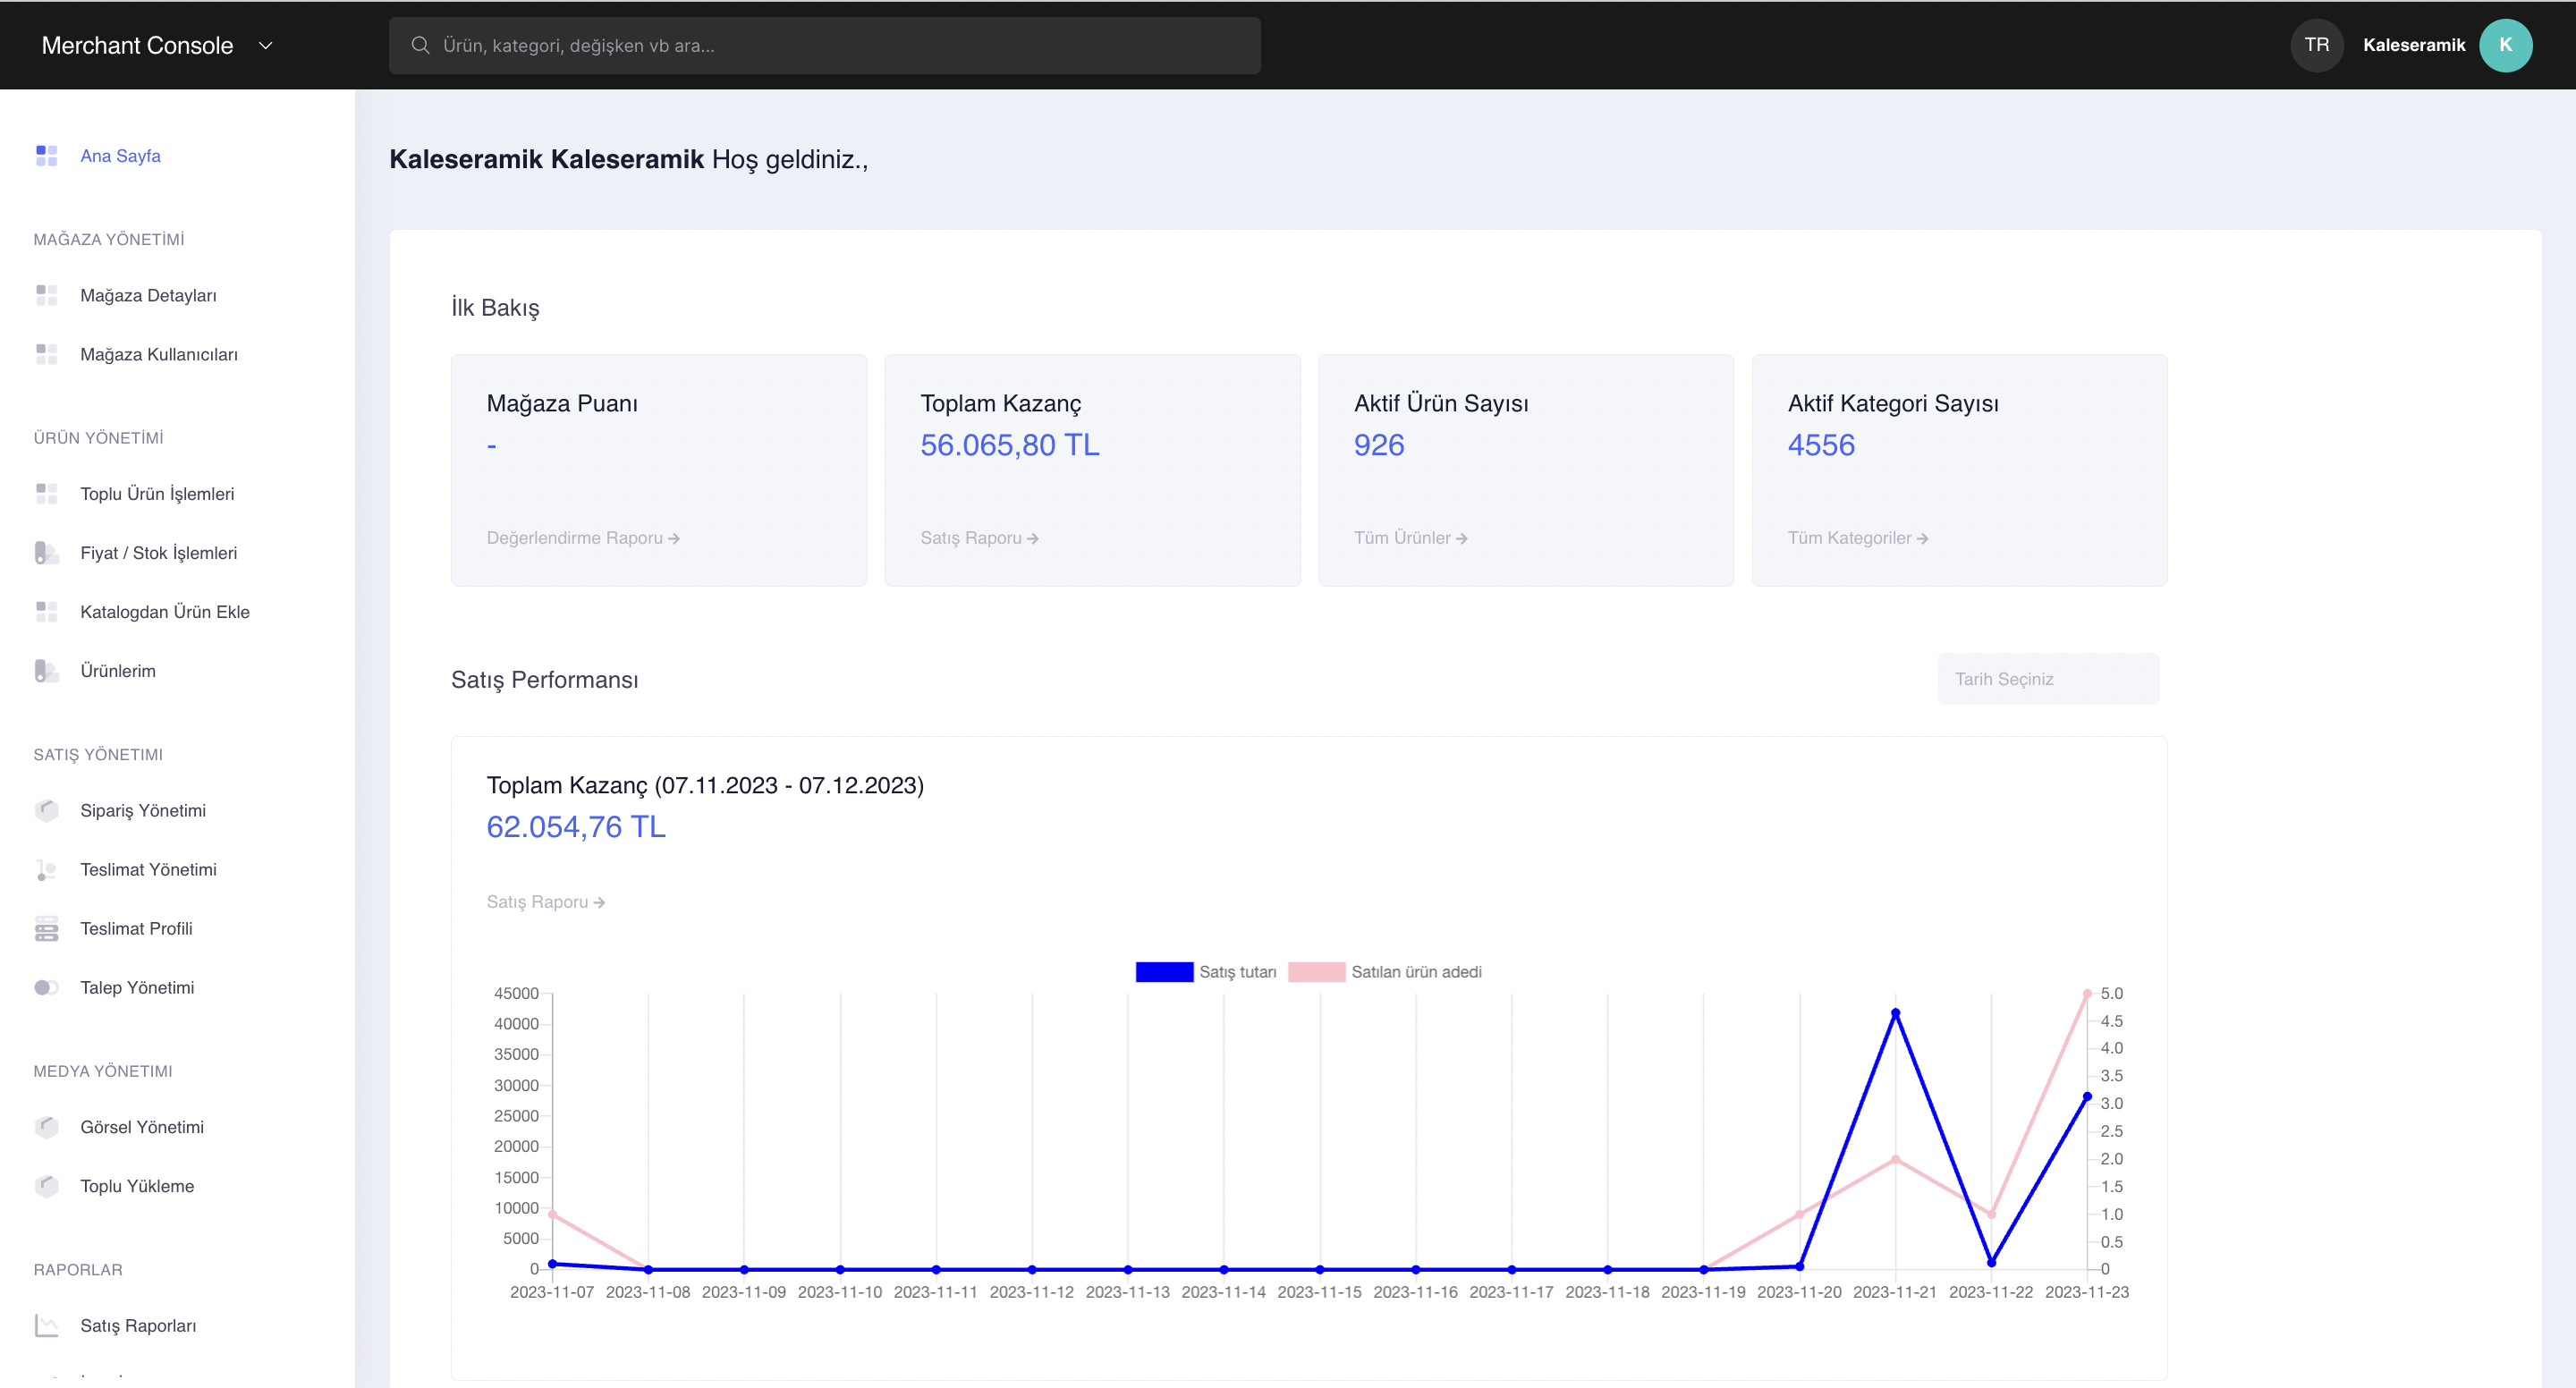 Merchant Console
Ürün, kategori, değişken vb ara...
TR
Kaleseramik
K
Ana Sayfa
MAĞAZA YÖNETİMİ
Mağaza Detayları
Mağaza Kullanıcıları
ÜRÜN YÖNETİMİ
Toplu Ürün İşlemleri
Fiyat / Stok İşlemleri
Katalogdan Ürün Ekle
Ürünlerim
SATIŞ YÖNETIMI
Sipariş Yönetimi
Teslimat Yönetimi
Teslimat Profili
Talep Yönetimi
MEDYA YÖNETIMI
Görsel Yönetimi
Toplu Yükleme
RAPORLAR
Satış Raporları
Kaleseramik Kaleseramik Hoş geldiniz.,
İlk Bakış
Mağaza Puanı
-
Değerlendirme Raporu →
Toplam Kazanç
56.065,80 TL
Satış Raporu →
Aktif Ürün Sayısı
926
Tüm Ürünler →
Aktif Kategori Sayısı
4556
Tüm Kategoriler →
Satış Performansı
Tarih Seçiniz
Toplam Kazanç (07.11.2023 - 07.12.2023)
62.054,76 TL
Satış Raporu →
Satış tutarı
Satılan ürün adedi
45000
40000
35000
30000
25000
20000
15000
10000
5000
0
5.0
4.5
4.0
3.5
3.0
2.5
2.0
1.5
1.0
0.5
0
2023-11-07 2023-11-08 2023-11-09 2023-11-10 2023-11-11 2023-11-12 2023-11-13 2023-11-14 2023-11-15 2023-11-16 2023-11-17 2023-11-18 2023-11-19 2023-11-20 2023-11-21 2023-11-22 2023-11-23